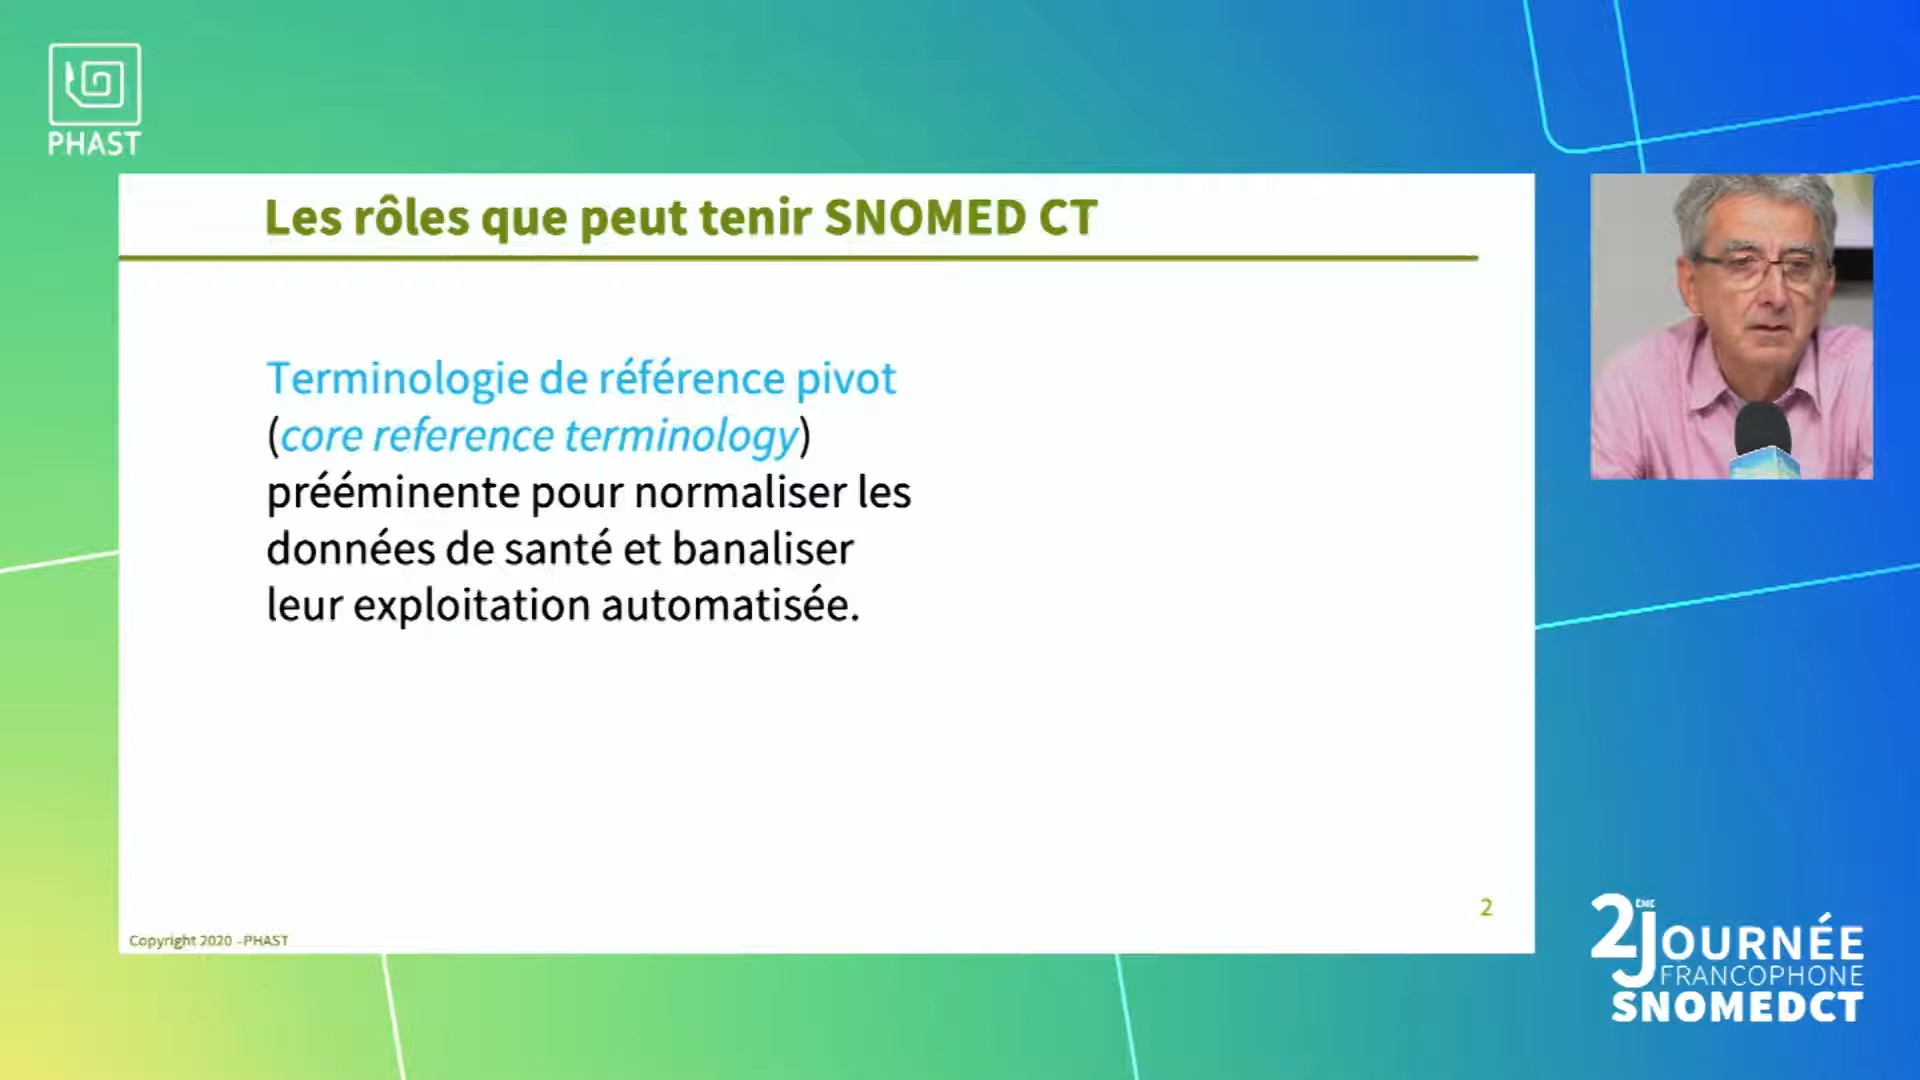 PHAST
Les rôles que peut tenir SNOMED CT
Terminologie de référence pivot
(core reference terminology)
prééminente pour normaliser les
données de santé et banaliser
leur exploitation automatisée.
2
Copyright 2020 -PHAST
2ÈME JOURNÉE
FRANCOPHONE
SNOMEDCT